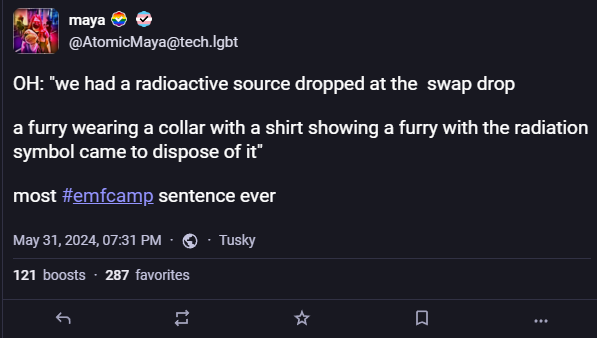 maya
@AtomicMaya@tech.lgbt
OH: "we had a radioactive source dropped at the swap drop
a furry wearing a collar with a shirt showing a furry with the radiation
symbol came to dispose of it"
most #emfcamp sentence ever
May 31, 2024, 07:31 PM · · Tusky
121 boosts · 287 favorites